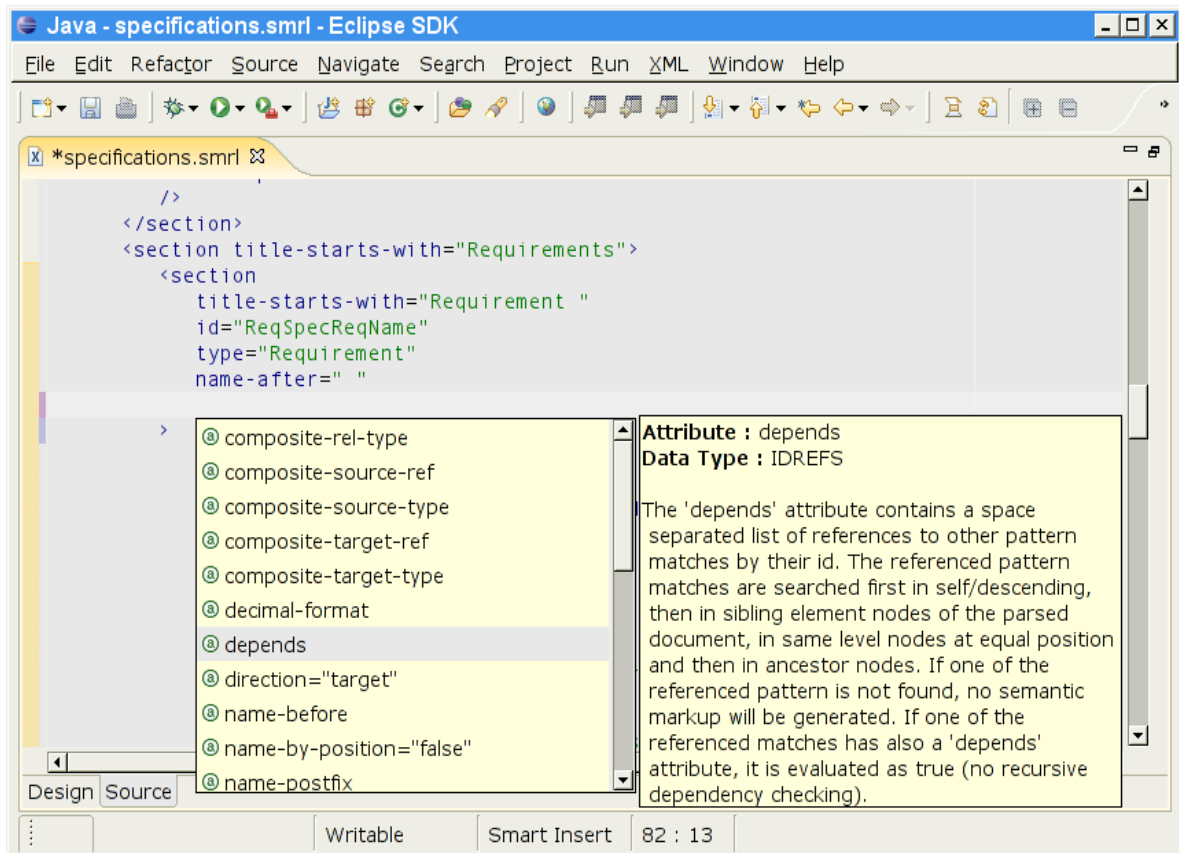 Java - specifications.smrl - Eclipse SDK
File Edit Refactor Source Navigate Search Project Run XML Window Help
*specifications.smrl
/>
</section>
<section title-starts-with="Requirements">
<section
title-starts-with="Requirement "
id="ReqSpecReqName"
type="Requirement"
name-after=" "
>
composite-rel-type
composite-source-ref
composite-source-type
composite-target-ref
composite-target-type
decimal-format
depends
direction="target"
name-before
name-by-position="false"
name-postfix
Attribute : depends
Data Type : IDREFS
The 'depends' attribute contains a space
separated list of references to other pattern
matches by their id. The referenced pattern
matches are searched first in self/descending,
then in sibling element nodes of the parsed
document, in same level nodes at equal position
and then in ancestor nodes. If one of the
referenced pattern is not found, no semantic
markup will be generated. If one of the
referenced matches has also a 'depends'
attribute, it is evaluated as true (no recursive
dependency checking).
Design Source
Writable Smart Insert 82 : 13